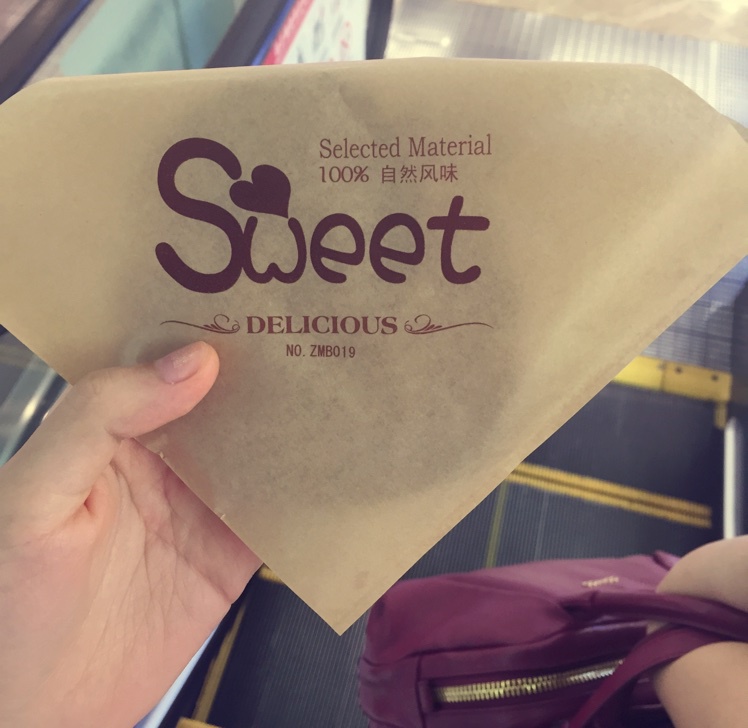 Selected Material
100% 自然风味
Sweet
DELICIOUS
NO. ZMB019